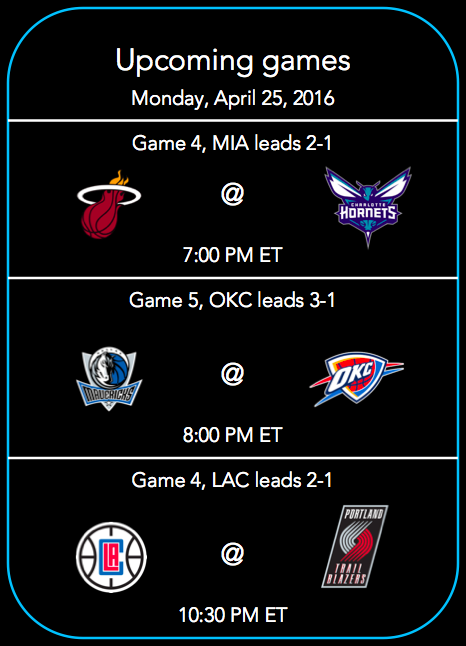 Upcoming games
Monday, April 25, 2016
Game 4, MIA leads 2-1
@
CHARLOTTE
HORNETS
7:00 PM ET
Game 5, OKC leads 3-1
MAVERICKS
@
OKC
8:00 PM ET
Game 4, LAC leads 2-1
LAC
@
PORTLAND
TRAIL
BLAZERS
10:30 PM ET